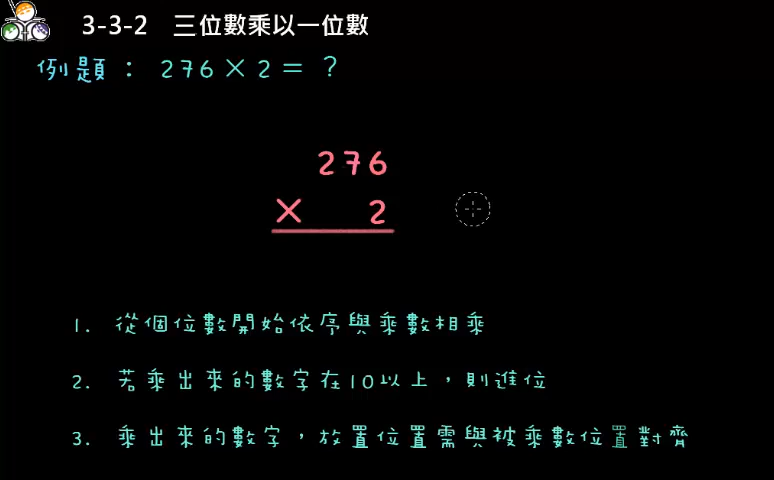 3-3-2 三位數乘以一位數
例題：276×2=？
276
× 2
1. 從個位數開始依序與乘數相乘
2. 若乘出來的數字在10以上，則進位
3. 乘出來的數字，放置位置需與被乘數位置對齊